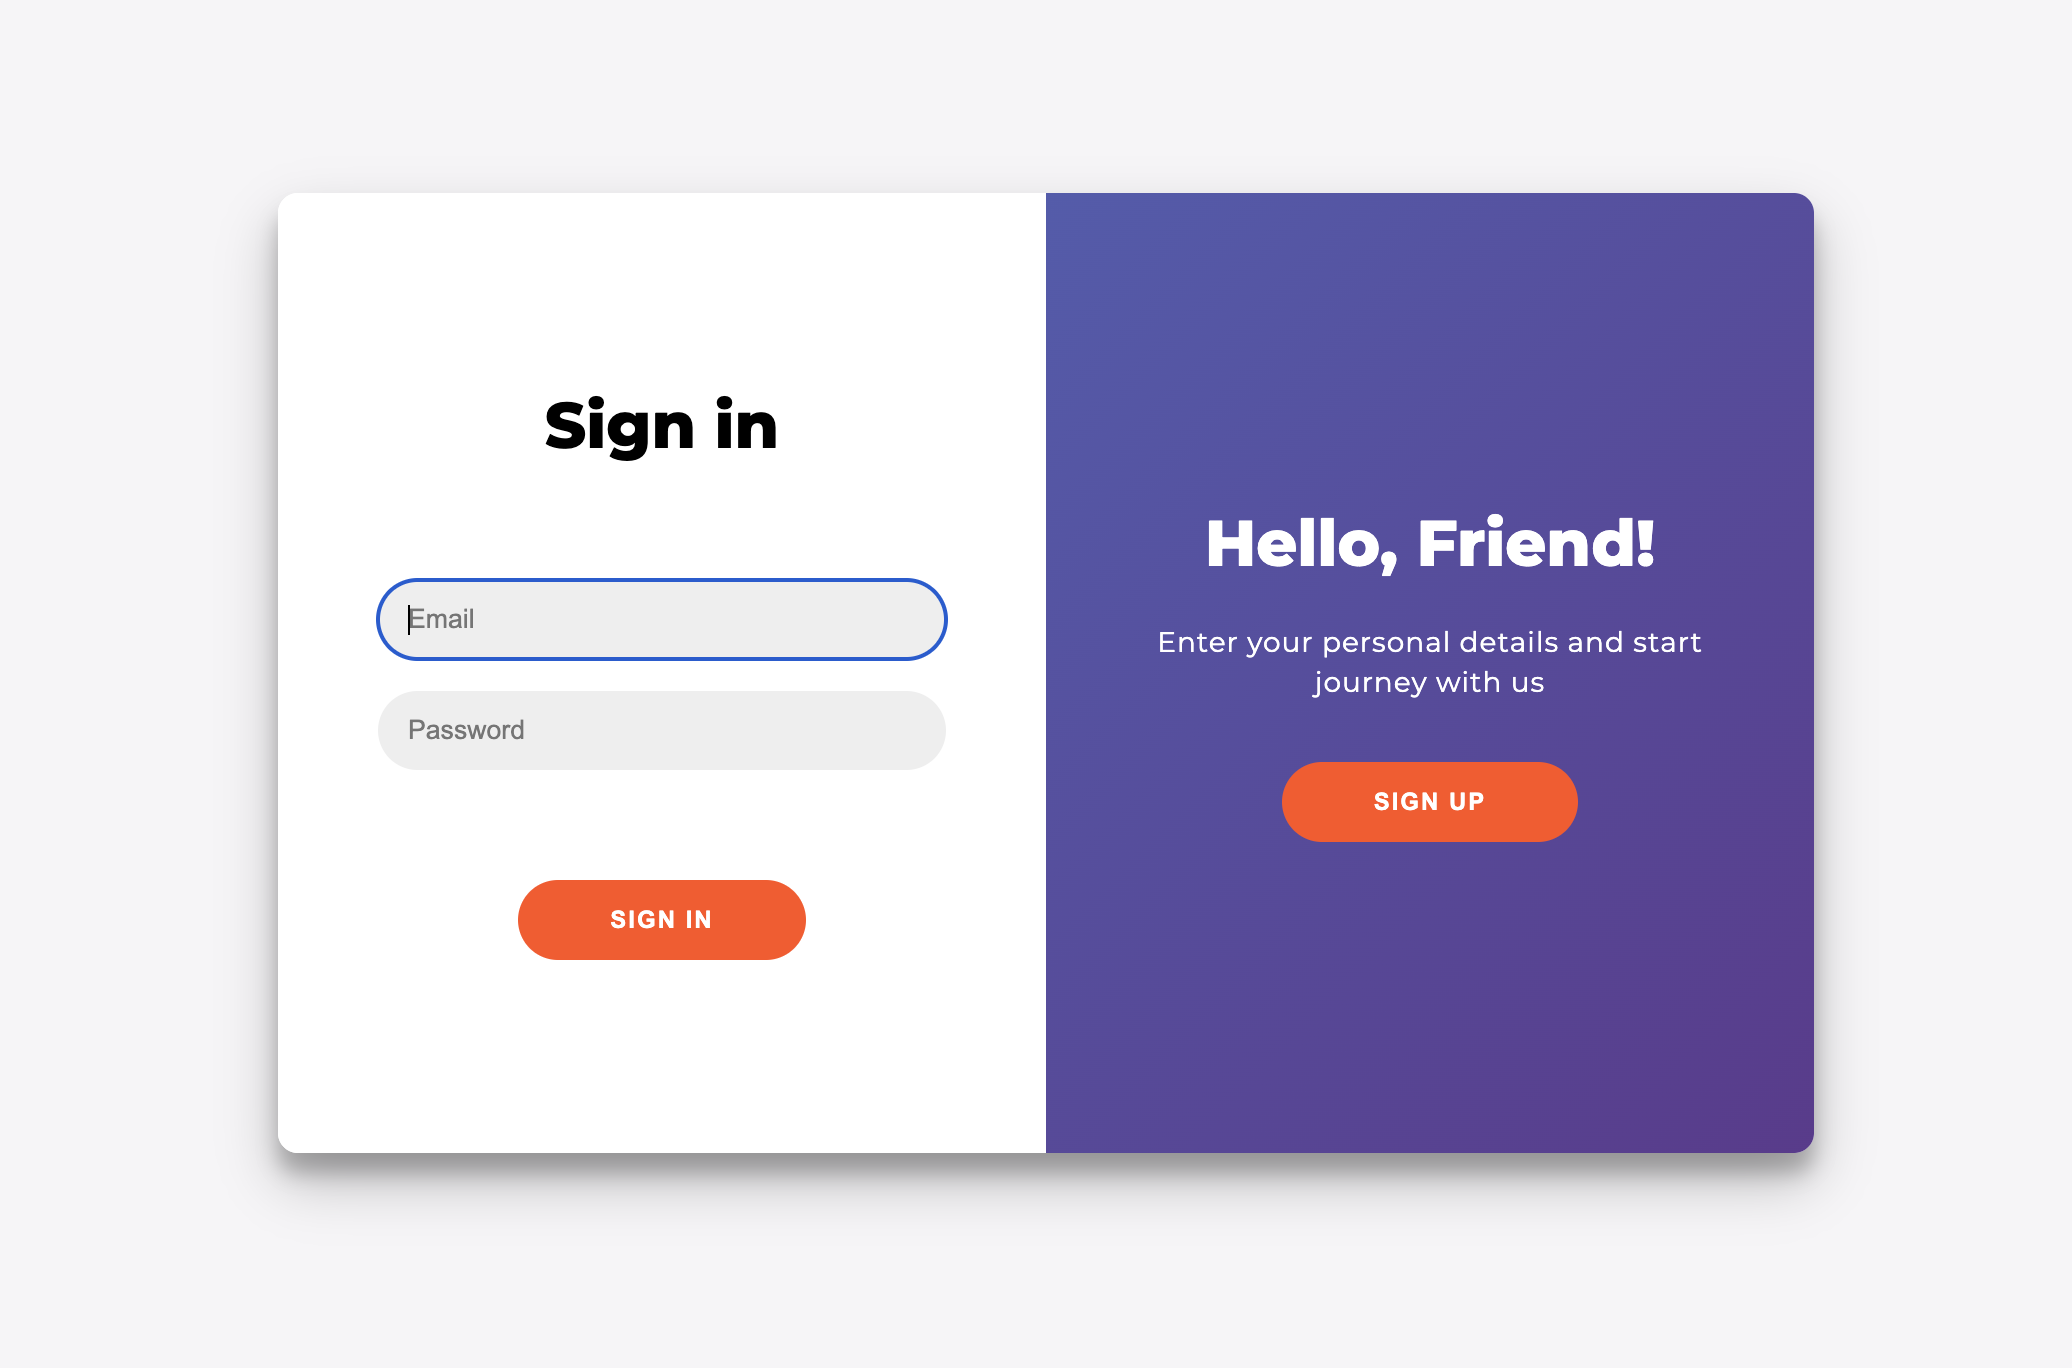 Sign in
Email
Password
SIGN IN
Hello, Friend!
Enter your personal details and start
journey with us
SIGN UP